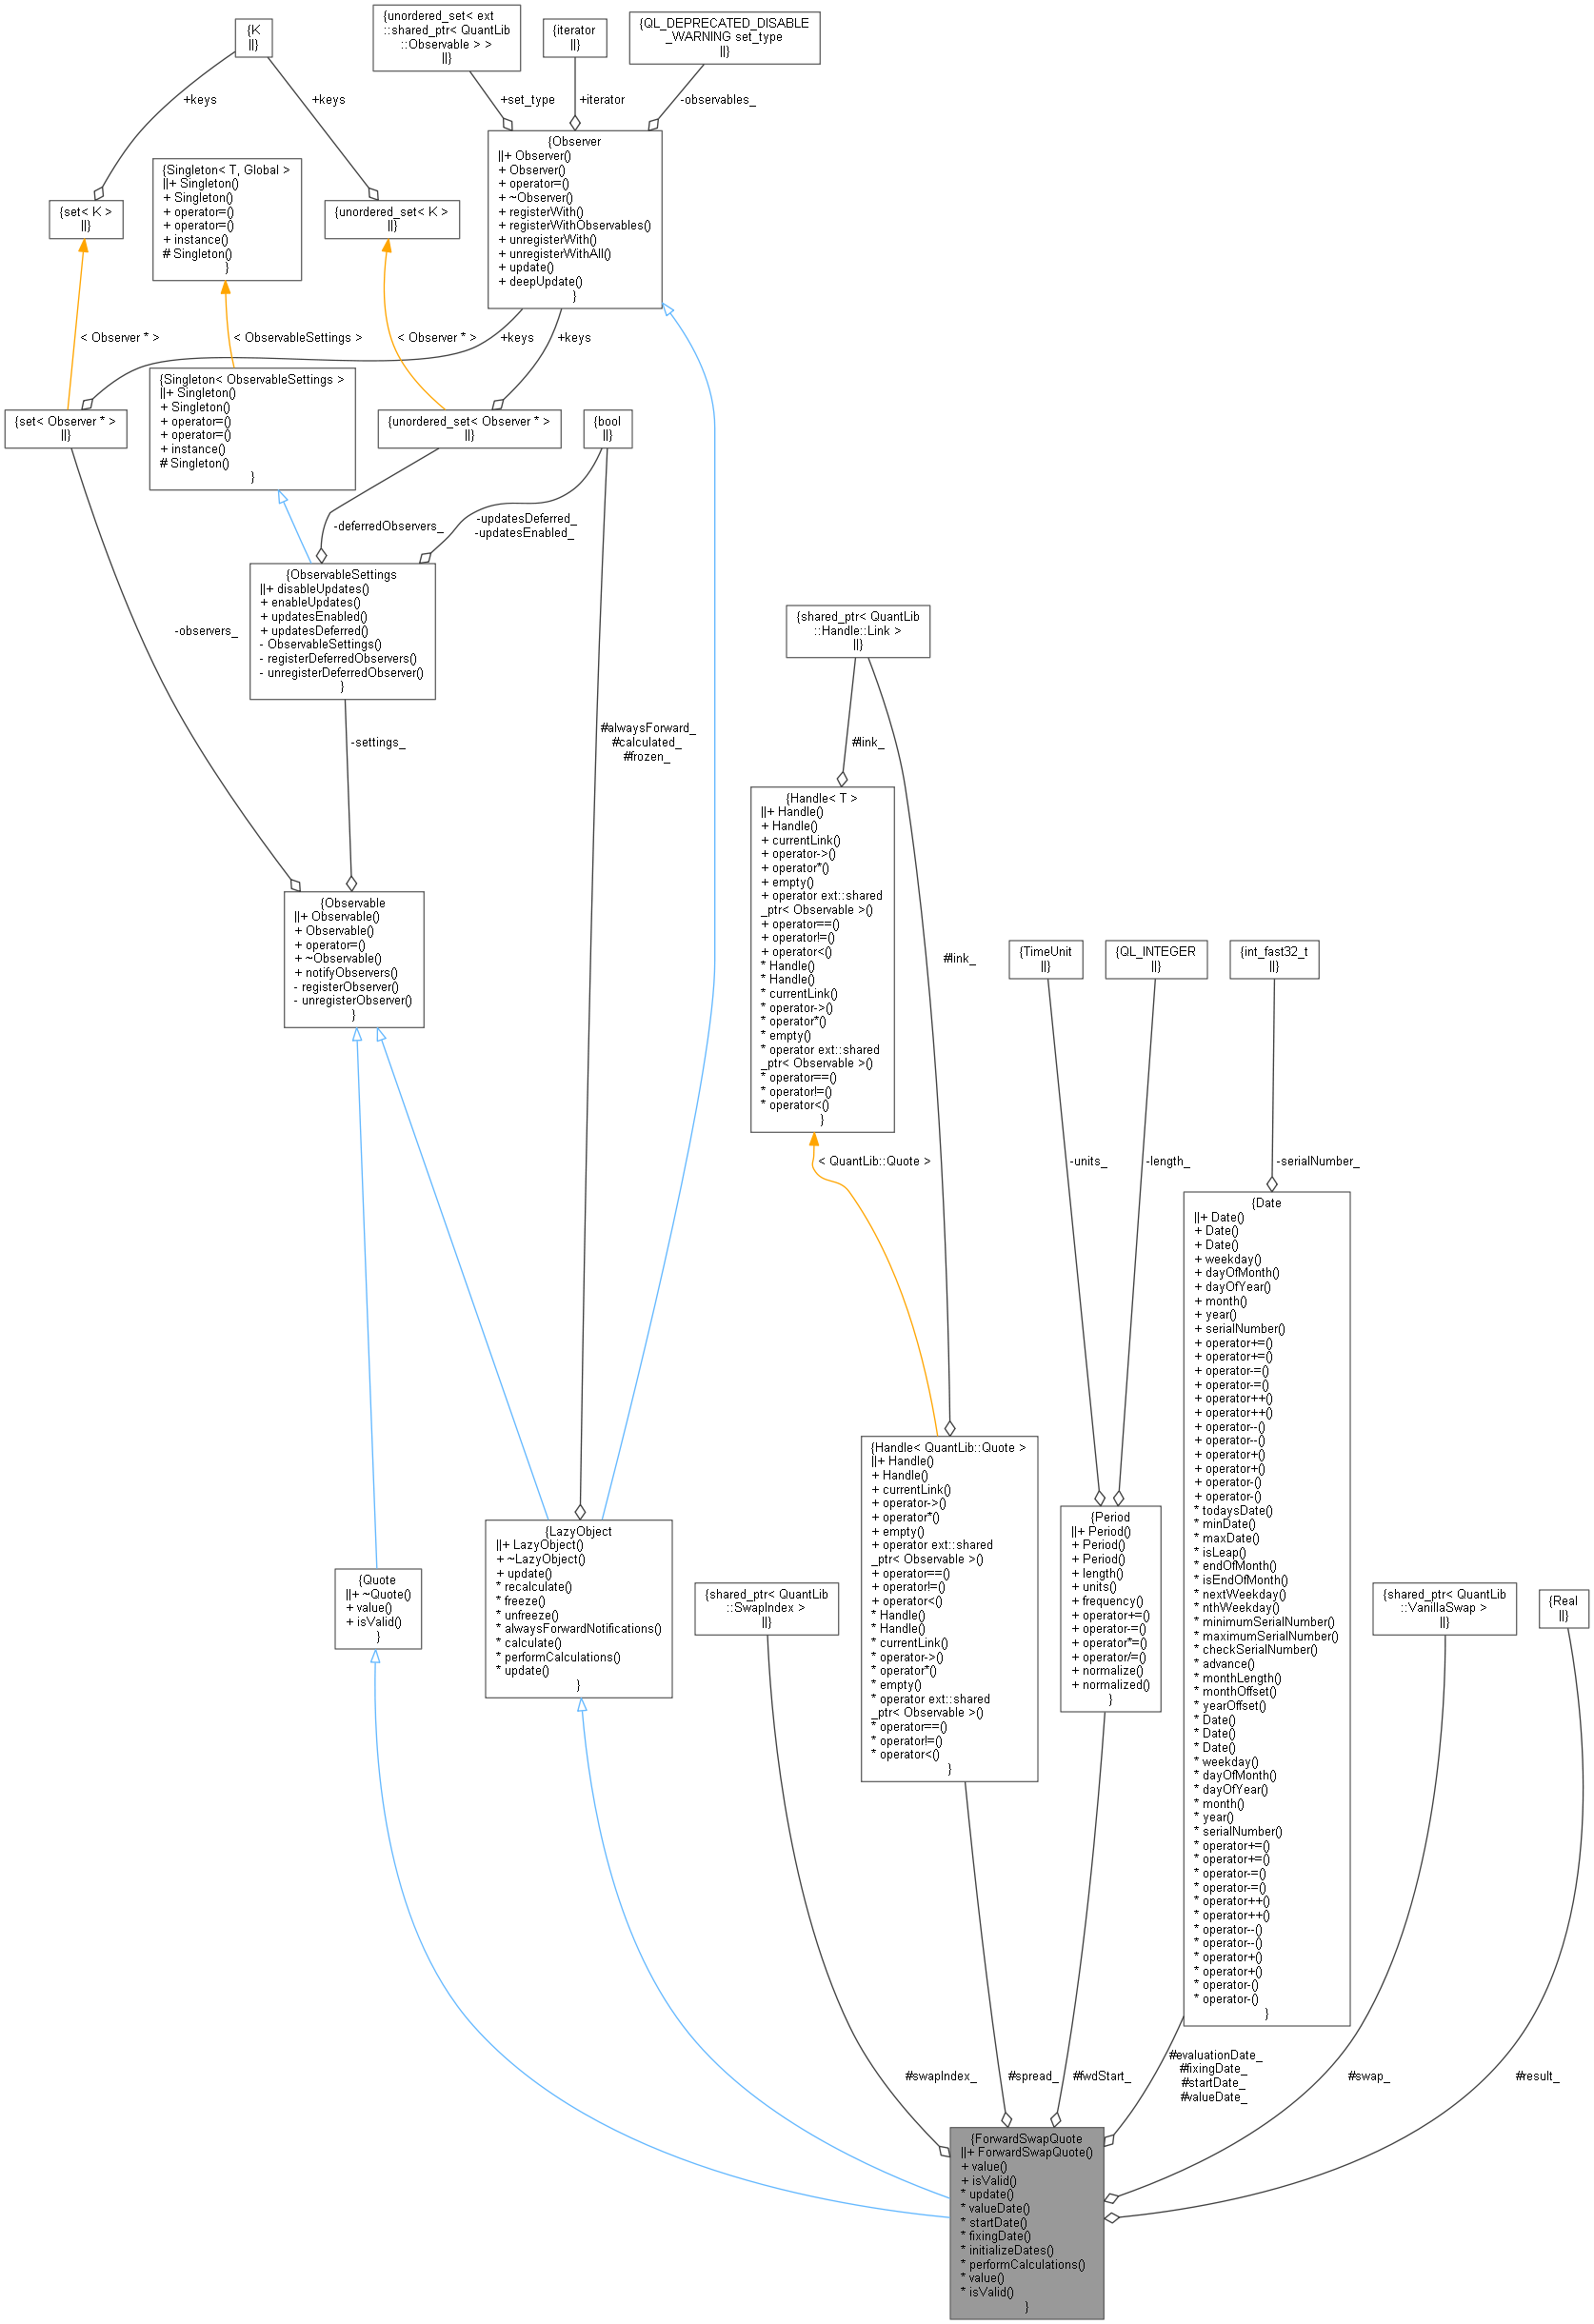 {K
||}
{unordered_set< ext
::shared_ptr< QuantLib
::Observable > >
||}
{iterator
||}
{QL_DEPRECATED_DISABLE
_WARNING set_type
||}
+keys
+keys
+set_type
+iterator
-observables_
{set< K >
||}
{Singleton< T, Global >
||+ Singleton()
+ Singleton()
+ operator=()
+ operator=()
+ instance()
# Singleton()
}
{unordered_set< K >
||}
{Observer
||+ Observer()
+ Observer()
+ operator=()
+ ~Observer()
+ registerWith()
+ registerWithObservables()
+ unregisterWith()
+ unregisterWithAll()
+ update()
+ deepUpdate()
}
< Observer * >
< ObservableSettings >
< Observer * >
+keys
+keys
{set< Observer * >
||}
{Singleton< ObservableSettings >
||+ Singleton()
+ Singleton()
+ operator=()
+ operator=()
+ instance()
# Singleton()
}
{unordered_set< Observer * >
||}
{bool
||}
-deferredObservers_
-updatesDeferred_
-updatesEnabled_
-observers_
{ObservableSettings
||+ disableUpdates()
+ enableUpdates()
+ updatesEnabled()
+ updatesDeferred()
- ObservableSettings()
- registerDeferredObservers()
- unregisterDeferredObserver()
}
{shared_ptr< QuantLib
::Handle::Link >
||}
-settings_
#alwaysForward_
#calculated_
#frozen_
#link_
{Observable
||+ Observable()
+ Observable()
+ operator=()
+ ~Observable()
+ notifyObservers()
- registerObserver()
- unregisterObserver()
}
{Handle< T >
||+ Handle()
+ Handle()
+ currentLink()
+ operator->()
+ operator*()
+ empty()
+ operator ext::shared
_ptr< Observable >()
+ operator==()
+ operator!=()
+ operator<()
* Handle()
* Handle()
* currentLink()
* operator->()
* operator*()
* empty()
* operator ext::shared
_ptr< Observable >()
* operator==()
* operator!=()
* operator<()
}
#link_
{TimeUnit
||}
{QL_INTEGER
||}
{int_fast32_t
||}
< QuantLib::Quote >
-units_
-length_
-serialNumber_
{Quote
||+ ~Quote()
+ value()
+ isValid()
}
{LazyObject
||+ LazyObject()
+ ~LazyObject()
+ update()
* recalculate()
* freeze()
* unfreeze()
* alwaysForwardNotifications()
* calculate()
* performCalculations()
* update()
}
{shared_ptr< QuantLib
::SwapIndex >
||}
{Handle< QuantLib::Quote >
||+ Handle()
+ Handle()
+ currentLink()
+ operator->()
+ operator*()
+ empty()
+ operator ext::shared
_ptr< Observable >()
+ operator==()
+ operator!=()
+ operator<()
* Handle()
* Handle()
* currentLink()
* operator->()
* operator*()
* empty()
* operator ext::shared
_ptr< Observable >()
* operator==()
* operator!=()
* operator<()
}
{Period
||+ Period()
+ Period()
+ Period()
+ length()
+ units()
+ frequency()
+ operator+=()
+ operator-=()
+ operator*=()
+ operator/=()
+ normalize()
+ normalized()
}
{Date
||+ Date()
+ Date()
+ Date()
+ weekday()
+ dayOfMonth()
+ dayOfYear()
+ month()
+ year()
+ serialNumber()
+ operator+=()
+ operator+=()
+ operator-=()
+ operator-=()
+ operator++()
+ operator++()
+ operator--()
+ operator--()
+ operator+()
+ operator+()
+ operator-()
+ operator-()
* todaysDate()
* minDate()
* maxDate()
* isLeap()
* endOfMonth()
* isEndOfMonth()
* nextWeekday()
* nthWeekday()
* minimumSerialNumber()
* maximumSerialNumber()
* checkSerialNumber()
* advance()
* monthLength()
* monthOffset()
* yearOffset()
* Date()
* Date()
* Date()
* weekday()
* dayOfMonth()
* dayOfYear()
* month()
* year()
* serialNumber()
* operator+=()
* operator+=()
* operator-=()
* operator-=()
* operator++()
* operator++()
* operator--()
* operator--()
* operator+()
* operator+()
* operator-()
* operator-()
}
{shared_ptr< QuantLib
::VanillaSwap >
||}
{Real
||}
#swapIndex_
#spread_
#fwdStart_
#evaluationDate_
#fixingDate_
#startDate_
#valueDate_
#swap_
#result_
{ForwardSwapQuote
||+ ForwardSwapQuote()
+ value()
+ isValid()
* update()
* valueDate()
* startDate()
* fixingDate()
* initializeDates()
* performCalculations()
* value()
* isValid()
}